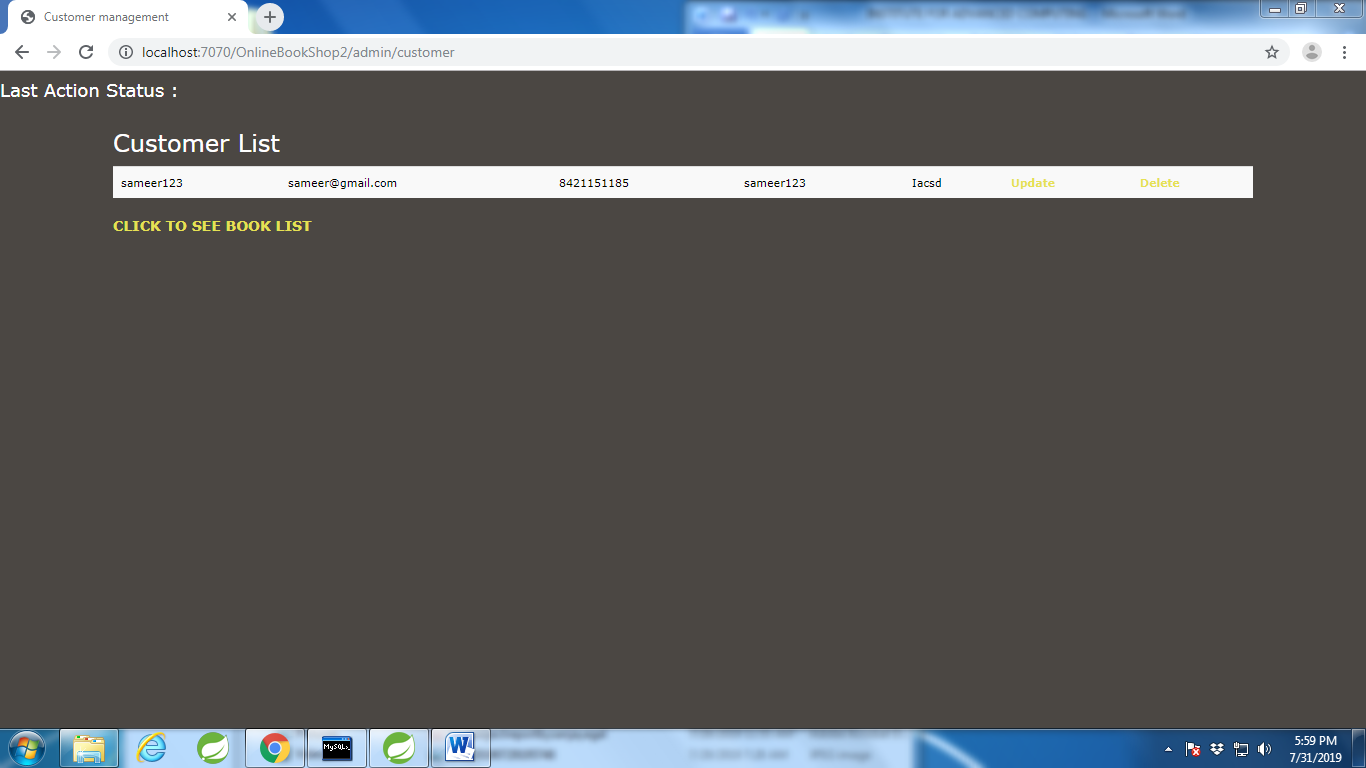 Customer management
localhost:7070/OnlineBookShop2/admin/customer
Last Action Status :
Customer List
sameer123 sameer@gmail.com 8421151185 sameer123 Iacsd Update Delete
CLICK TO SEE BOOK LIST
5:59 PM
7/31/2019